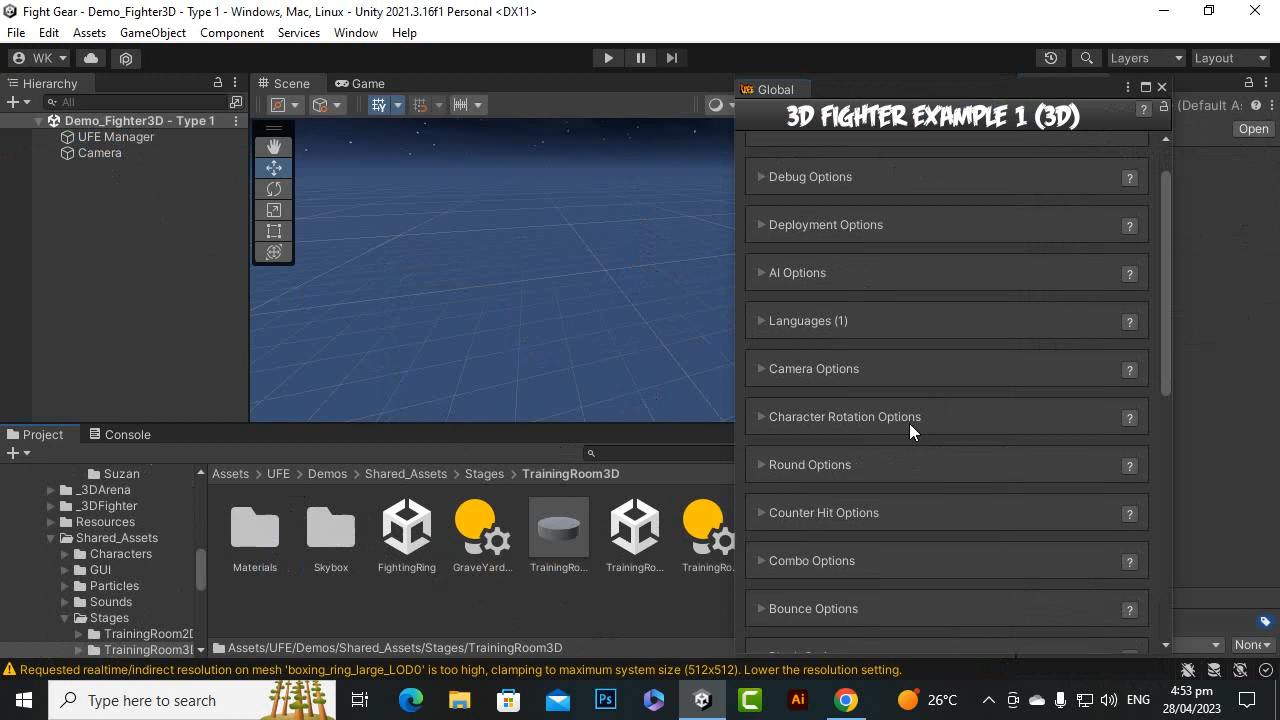 Fight Gear - Demo_Fighter3D - Type 1 - Windows, Mac, Linux - Unity 2021.3.16f1 Personal <DX11>
File Edit Assets GameObject Component Services Window Help
WK Layers Layout
Hierarchy Scene Game Global
All
3D FIGHTER EXAMPLE 1 (3D) ? (Default A: ?
Demo_Fighter3D - Type 1
UFE Manager Open
Camera
Debug Options ?
Deployment Options ?
AI Options ?
Languages (1) ?
Camera Options ?
Character Rotation Options ?
Round Options ?
Counter Hit Options ?
Combo Options ?
Bounce Options ?
Project Console
Suzan
_3DArena
_3DFighter
Resources
Shared_Assets
Characters
GUI
Particles
Sounds
Stages
TrainingRoom2D
TrainingRoom3D
Assets > UFE > Demos > Shared_Assets > Stages > TrainingRoom3D
Materials Skybox FightingRing GraveYard... TrainingRo... TrainingRo... TrainingRo...
Assets/UFE/Demos/Shared_Assets/Stages/TrainingRoom3D
Non
Requested realtime/indirect resolution on mesh 'boxing_ring_large_LOD0' is too high, clamping to maximum system size (512x512). Lower the resolution setting.
Type here to search Ps Ai 26°C ENG 4:53 pm
28/04/2023